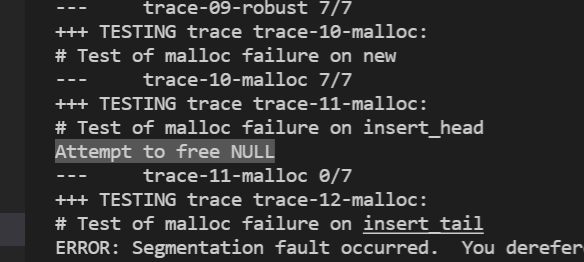 ---     trace-09-robust 7/7
+++ TESTING trace trace-10-malloc:
# Test of malloc failure on new
---     trace-10-malloc 7/7
+++ TESTING trace trace-11-malloc:
# Test of malloc failure on insert_head
Attempt to free NULL
---     trace-11-malloc 0/7
+++ TESTING trace trace-12-malloc:
# Test of malloc failure on insert_tail
ERROR: Segmentation fault occurred.  You derefer